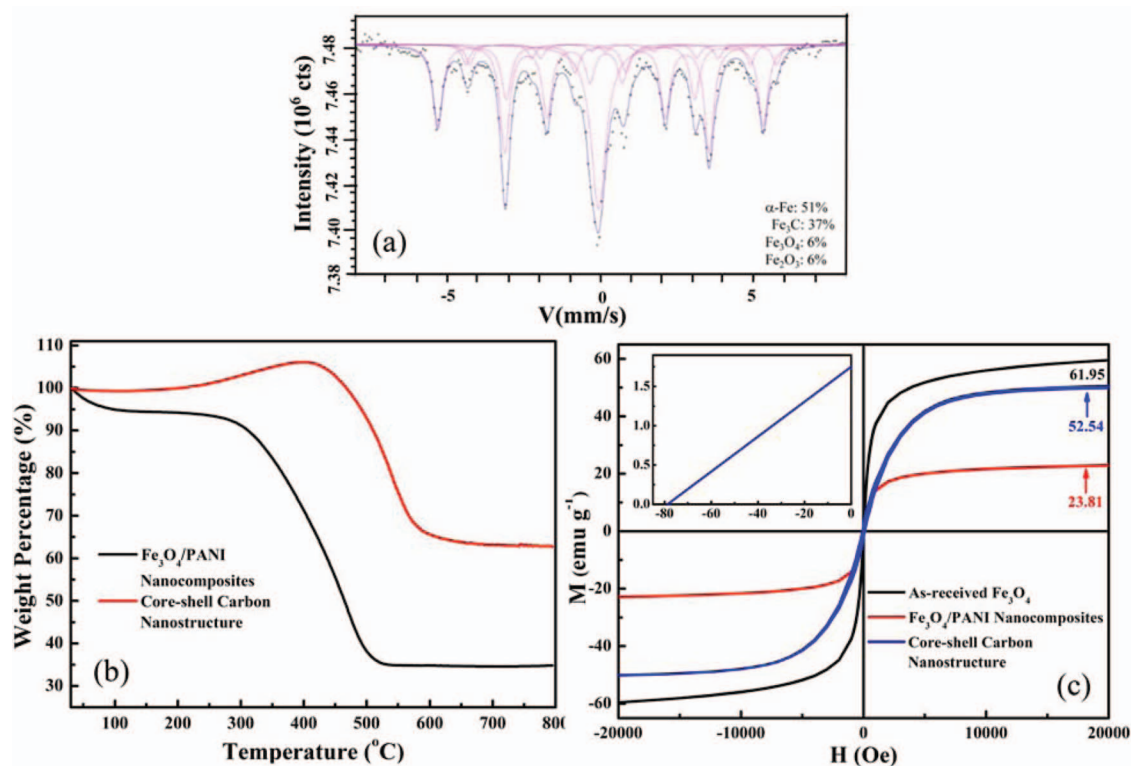 Intensity (10⁶ cts)
7.48
7.46
7.44
7.42
7.40
7.38
(a)
α-Fe: 51%
Fe₃C: 37%
Fe₃O₄: 6%
Fe₂O₃: 6%
-5
0
5
V(mm/s)
Weight Percentage (%)
110
100
90
80
70
60
50
40
30
Fe₃O₄/PANI
Nanocomposites
Core-shell Carbon
Nanostructure
(b)
100
200
300
400
500
600
700
800
Temperature (°C)
M (emu g⁻¹)
60
40
20
0
-20
-40
-60
1.5
1.0
0.5
0.0
-80
-60
-40
-20
0
61.95
52.54
23.81
As-received Fe₃O₄
Fe₃O₄/PANI Nanocomposites
Core-shell Carbon
Nanostructure
(c)
-20000
-10000
0
10000
20000
H (Oe)